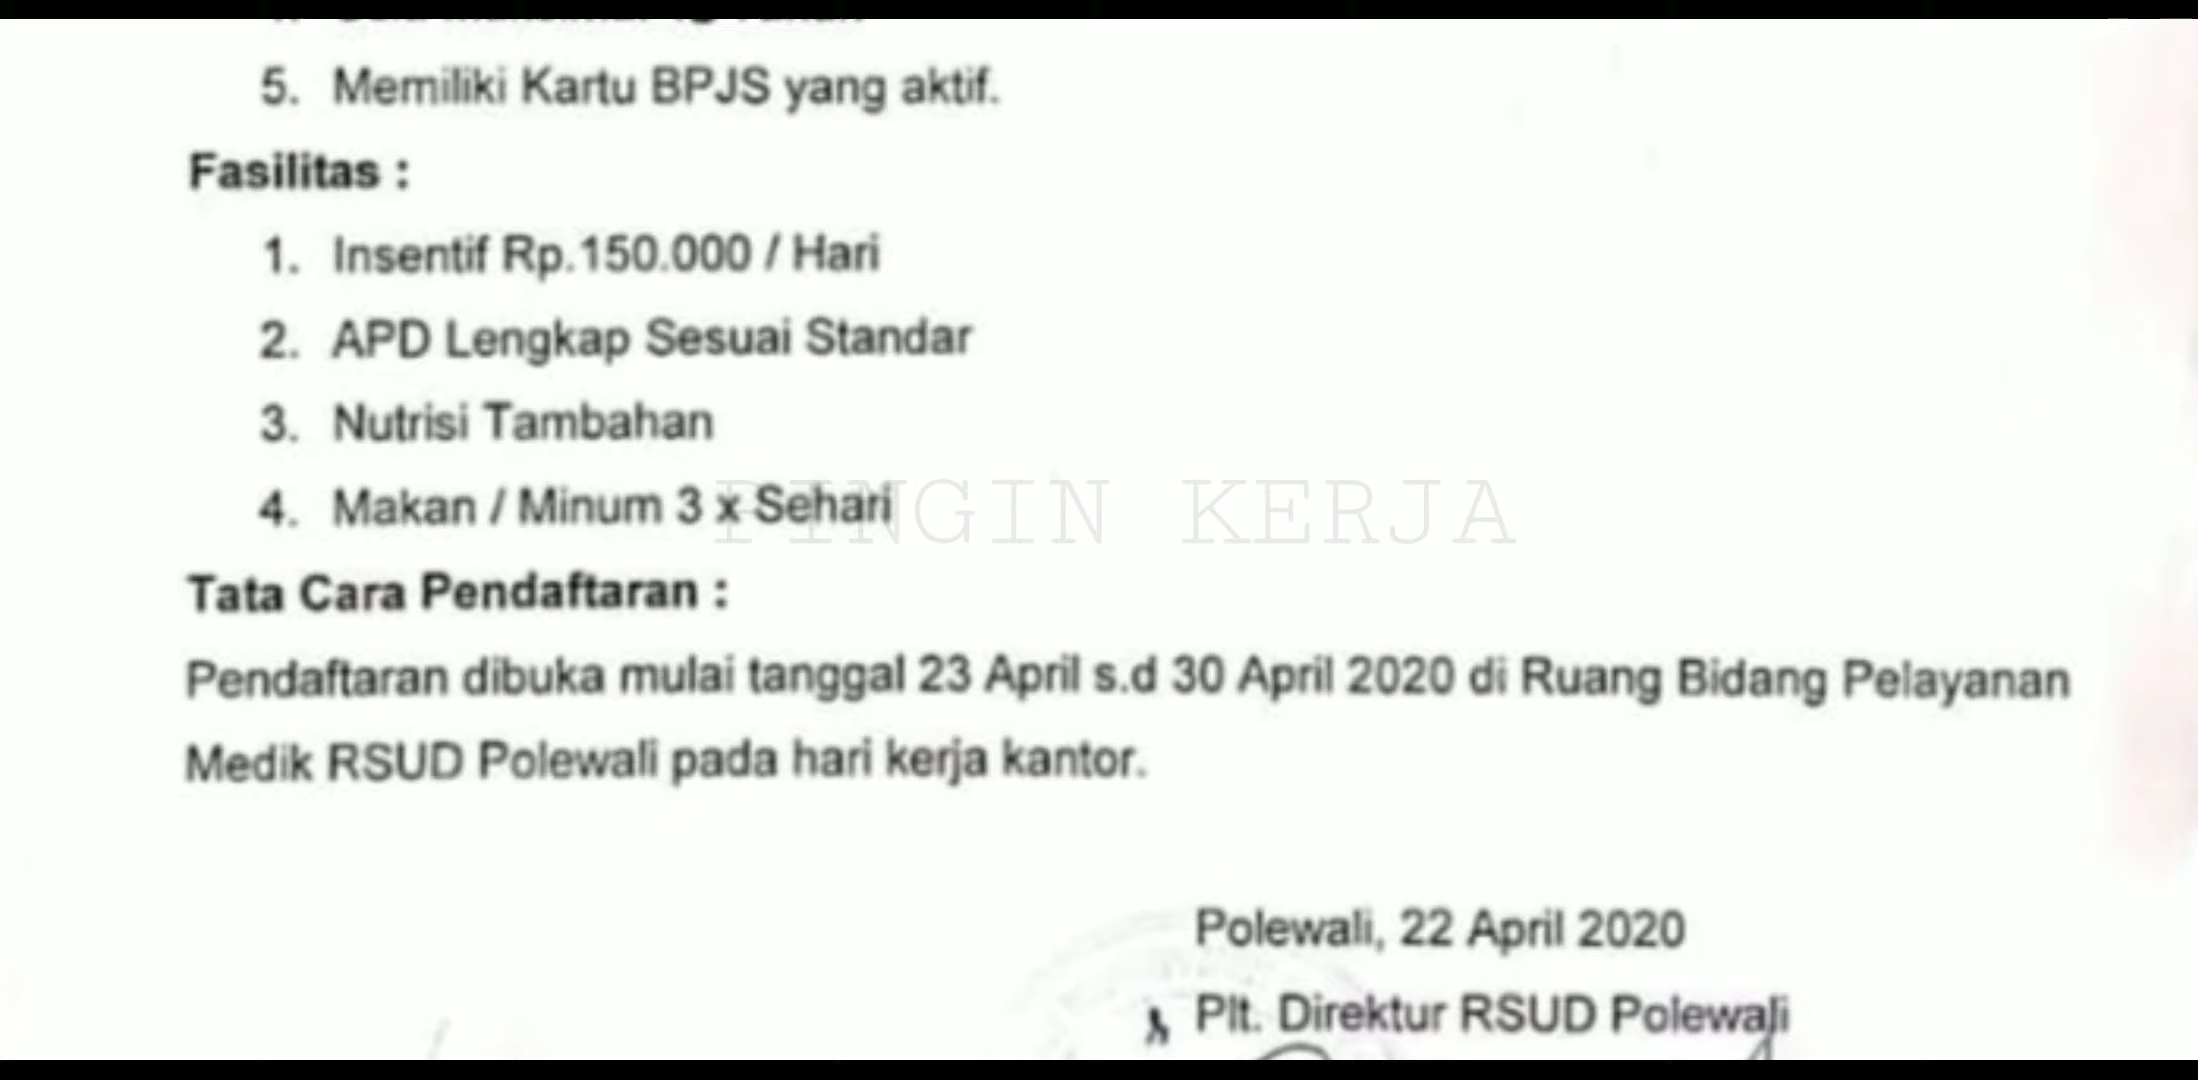 5. Memiliki Kartu BPJS yang aktif.
Fasilitas :
1. Insentif Rp.150.000 / Hari
2. APD Lengkap Sesuai Standar
3. Nutrisi Tambahan
4. Makan / Minum 3 x Sehari
PINGIN KERJA
Tata Cara Pendaftaran :
Pendaftaran dibuka mulai tanggal 23 April s.d 30 April 2020 di Ruang Bidang Pelayanan
Medik RSUD Polewali pada hari kerja kantor.
Polewali, 22 April 2020
Plt. Direktur RSUD Polewali